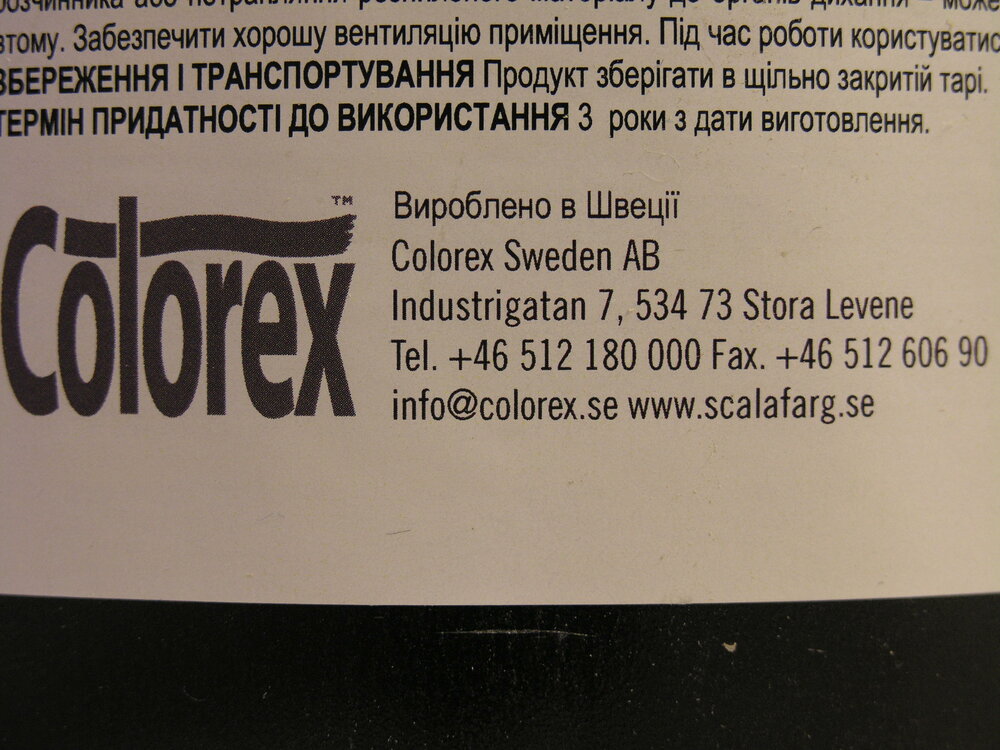 розчинника або потрапляння розпиленого матеріалу до органів дихання – може
втому. Забезпечити хорошу вентиляцію приміщення. Під час роботи користуватис
ЗБЕРЕЖЕННЯ І ТРАНСПОРТУВАННЯ Продукт зберігати в щільно закритій тарі.
ТЕРМІН ПРИДАТНОСТІ ДО ВИКОРИСТАННЯ 3 роки з дати виготовлення.
Colorex™
Вироблено в Швеції
Colorex Sweden AB
Industrigatan 7, 534 73 Stora Levene
Tel. +46 512 180 000 Fax. +46 512 606 90
info@colorex.se www.scalafarg.se